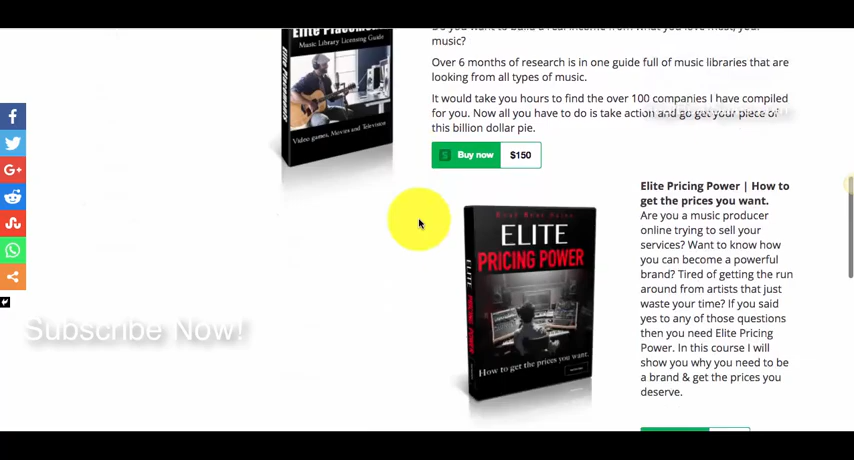 Music Library Licensing Guide
Elite Placements
Video games, Movies and Television
music?
Over 6 months of research is in one guide full of music libraries that are
looking from all types of music.
It would take you hours to find the over 100 companies I have compiled
for you. Now all you have to do is take action and go get your piece of
this billion dollar pie.
Buy now $150
ELITE
PRICING POWER
ELITE PRICING POWER
How to get the prices you want.
Elite Pricing Power | How to
get the prices you want.
Are you a music producer
online trying to sell your
services? Want to know how
you can become a powerful
brand? Tired of getting the run
around from artists that just
waste your time? If you said
yes to any of those questions
then you need Elite Pricing
Power. In this course I will
show you why you need to be
a brand & get the prices you
deserve.
Subscribe Now!